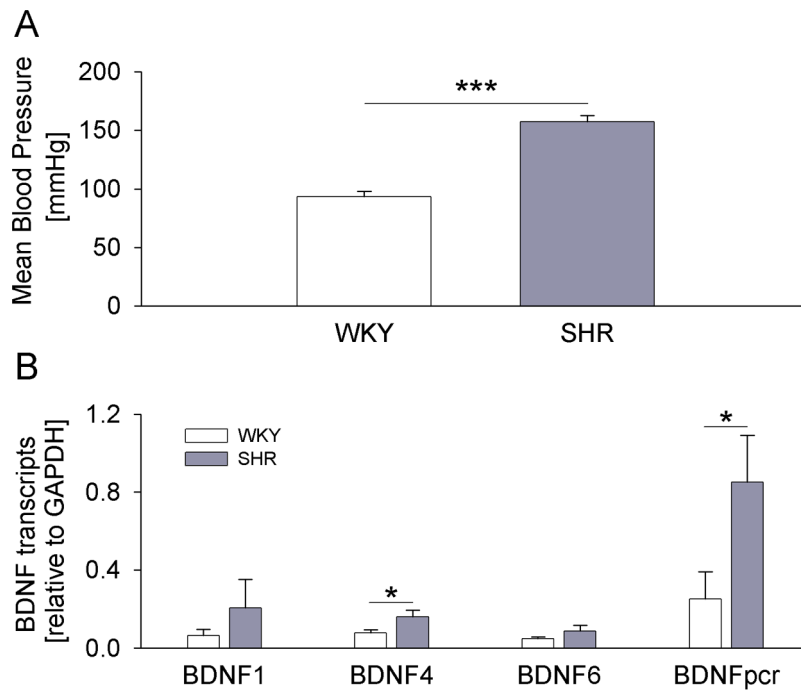 A
Mean Blood Pressure
[mmHg]
200
150
100
50
0
***
WKY
SHR
B
BDNF transcripts
[relative to GAPDH]
1.2
0.8
0.4
0.0
WKY
SHR
*
*
BDNF1
BDNF4
BDNF6
BDNFpcr